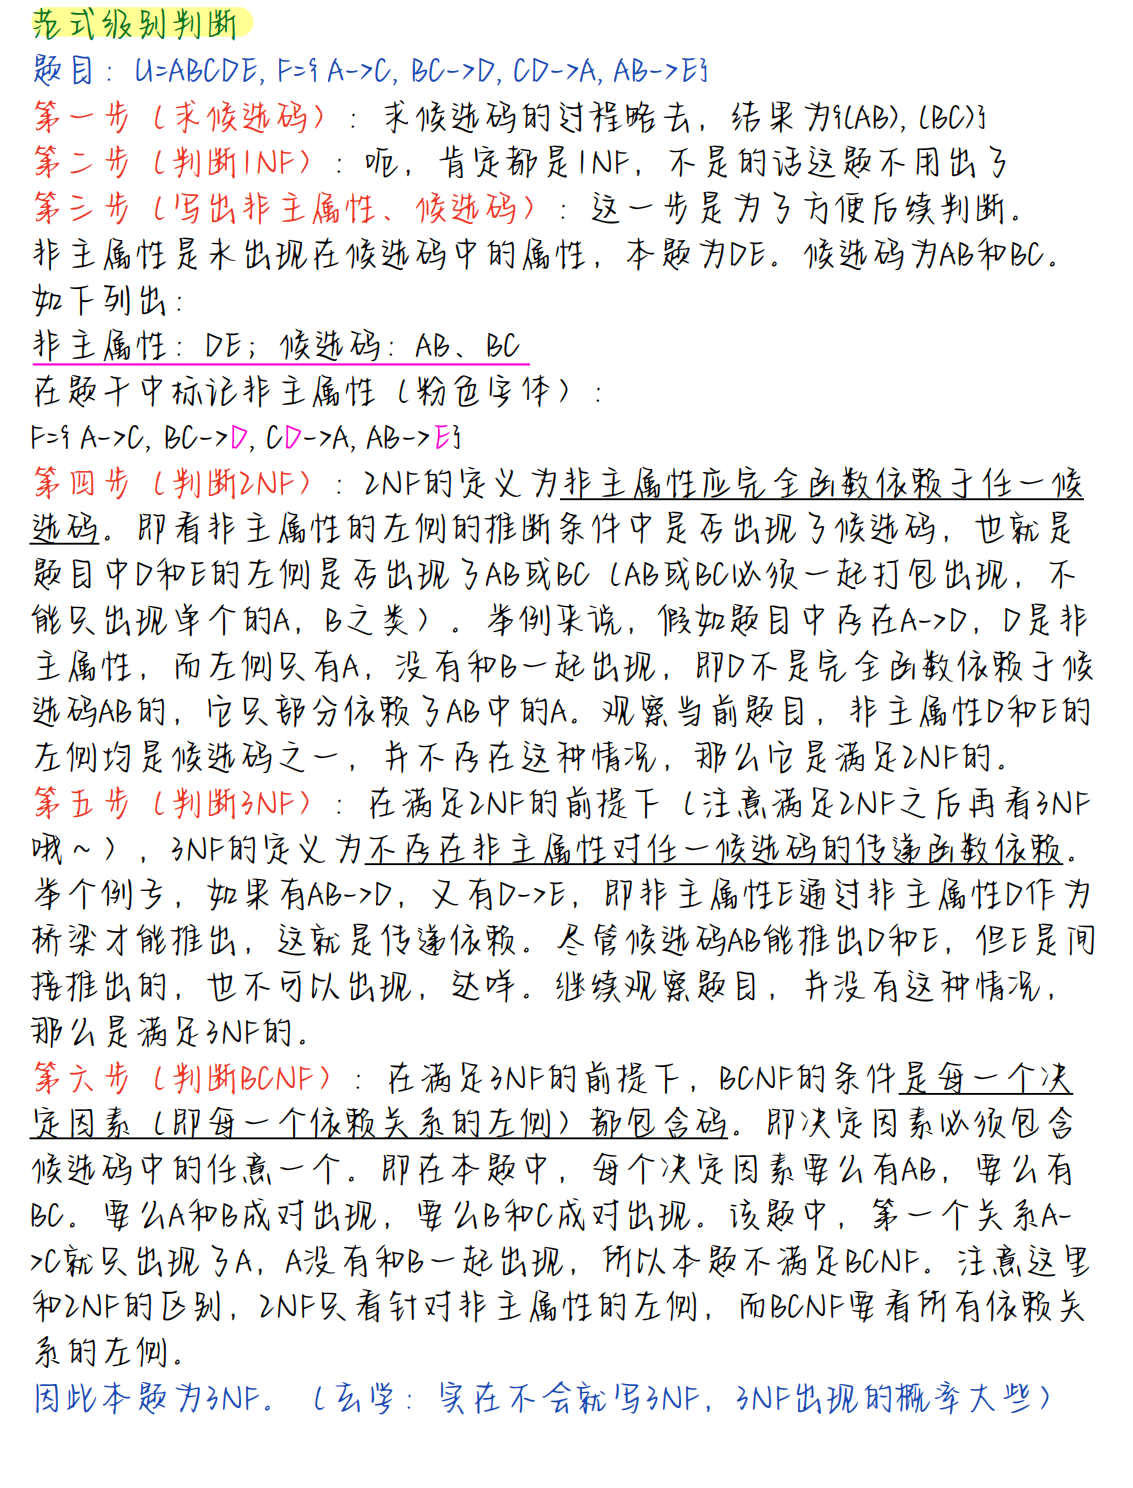 范式级别判断
题目：U=ABCDE, F={ A->C, BC->D, CD->A, AB->E}
第一步（求候选码）：求候选码的过程略去，结果为{(AB), (BC)}
第二步（判断1NF）：呃，肯定都是1NF，不是的话这题不用出了
第三步（写出非主属性、候选码）：这一步是为了方便后续判断。
非主属性是未出现在候选码中的属性，本题为DE。候选码为AB和BC。
如下列出：
非主属性：DE；候选码：AB、BC
在题干中标记非主属性（粉色字体）：
F={ A->C, BC->D, CD->A, AB->E}
第四步（判断2NF）：2NF的定义为非主属性应完全函数依赖于任一候
选码。即看非主属性的左侧的推断条件中是否出现了候选码，也就是
题目中D和E的左侧是否出现了AB或BC（AB或BC必须一起打包出现，不
能只出现单个的A，B之类）。举例来说，假如题目中存在A->D，D是非
主属性，而左侧只有A，没有和B一起出现，即D不是完全函数依赖于候
选码AB的，它只部分依赖了AB中的A。观察当前题目，非主属性D和E的
左侧均是候选码之一，并不存在这种情况，那么它是满足2NF的。
第五步（判断3NF）：在满足2NF的前提下（注意满足2NF之后再看3NF
哦~），3NF的定义为不存在非主属性对任一候选码的传递函数依赖。
举个例子，如果有AB->D，又有D->E，即非主属性E通过非主属性D作为
桥梁才能推出，这就是传递依赖。尽管候选码AB能推出D和E，但E是间
接推出的，也不可以出现，达咩。继续观察题目，并没有这种情况，
那么是满足3NF的。
第六步（判断BCNF）：在满足3NF的前提下，BCNF的条件是每一个决
定因素（即每一个依赖关系的左侧）都包含码。即决定因素必须包含
候选码中的任意一个。即在本题中，每个决定因素要么有AB，要么有
BC。要么A和B成对出现，要么B和C成对出现。该题中，第一个关系A-
>C就只出现了A，A没有和B一起出现，所以本题不满足BCNF。注意这里
和2NF的区别，2NF只看针对非主属性的左侧，而BCNF要看所有依赖关
系的左侧。
因此本题为3NF。（玄学：实在不会就写3NF，3NF出现的概率大些）